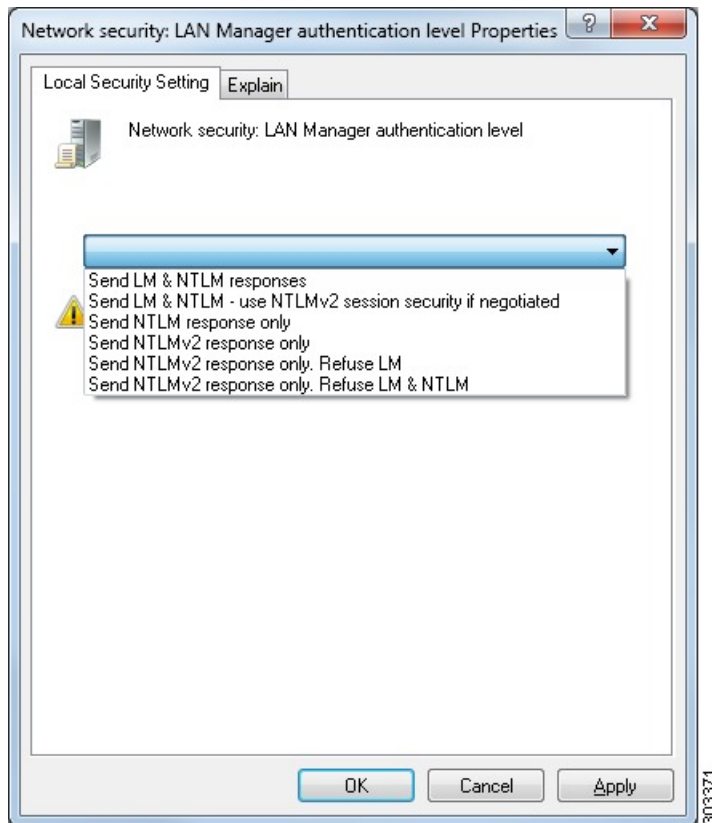 Network security: LAN Manager authentication level Properties
Local Security Setting
Explain
Network security: LAN Manager authentication level
Send LM & NTLM responses
Send LM & NTLM - use NTLMv2 session security if negotiated
Send NTLM response only
Send NTLMv2 response only
Send NTLMv2 response only. Refuse LM
Send NTLMv2 response only. Refuse LM & NTLM
OK
Cancel
Apply
303371